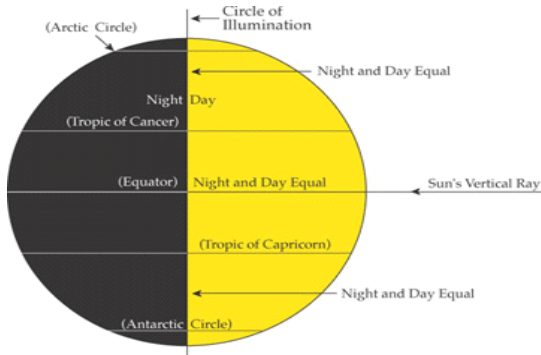 Circle of
Illumination
(Arctic Circle)
Night and Day Equal
Night Day
(Tropic of Cancer)
(Equator) Night and Day Equal
Sun's Vertical Ray
(Tropic of Capricorn)
Night and Day Equal
(Antarctic Circle)